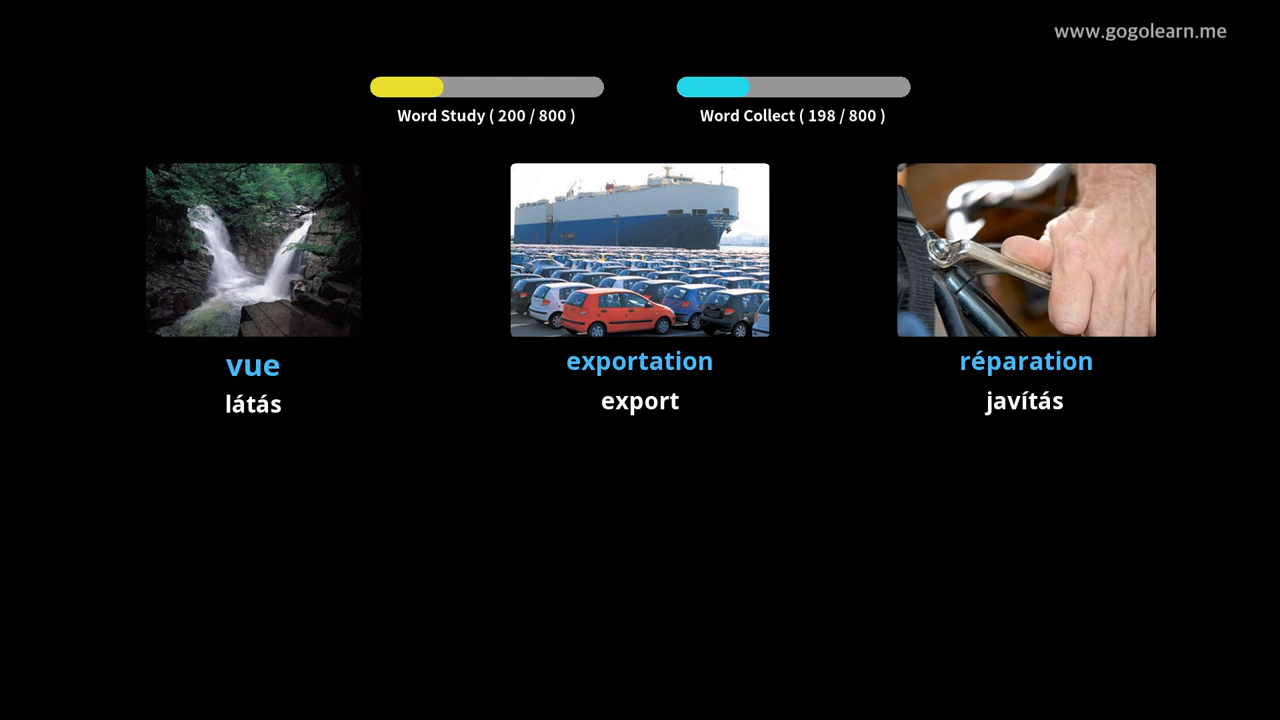 www.gogolearn.me
Word Study ( 200 / 800 )
Word Collect ( 198 / 800 )
vue
látás
exportation
export
réparation
javítás